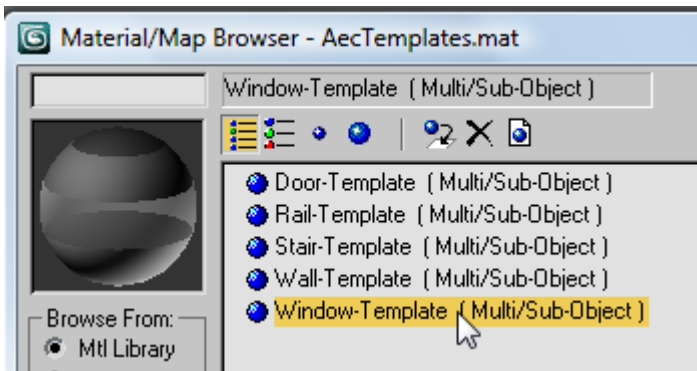 Material/Map Browser - AecTemplates.mat
Window-Template ( Multi/Sub-Object )
Door-Template ( Multi/Sub-Object )
Rail-Template ( Multi/Sub-Object )
Stair-Template ( Multi/Sub-Object )
Wall-Template ( Multi/Sub-Object )
Window-Template ( Multi/Sub-Object )
Browse From:
Mtl Library